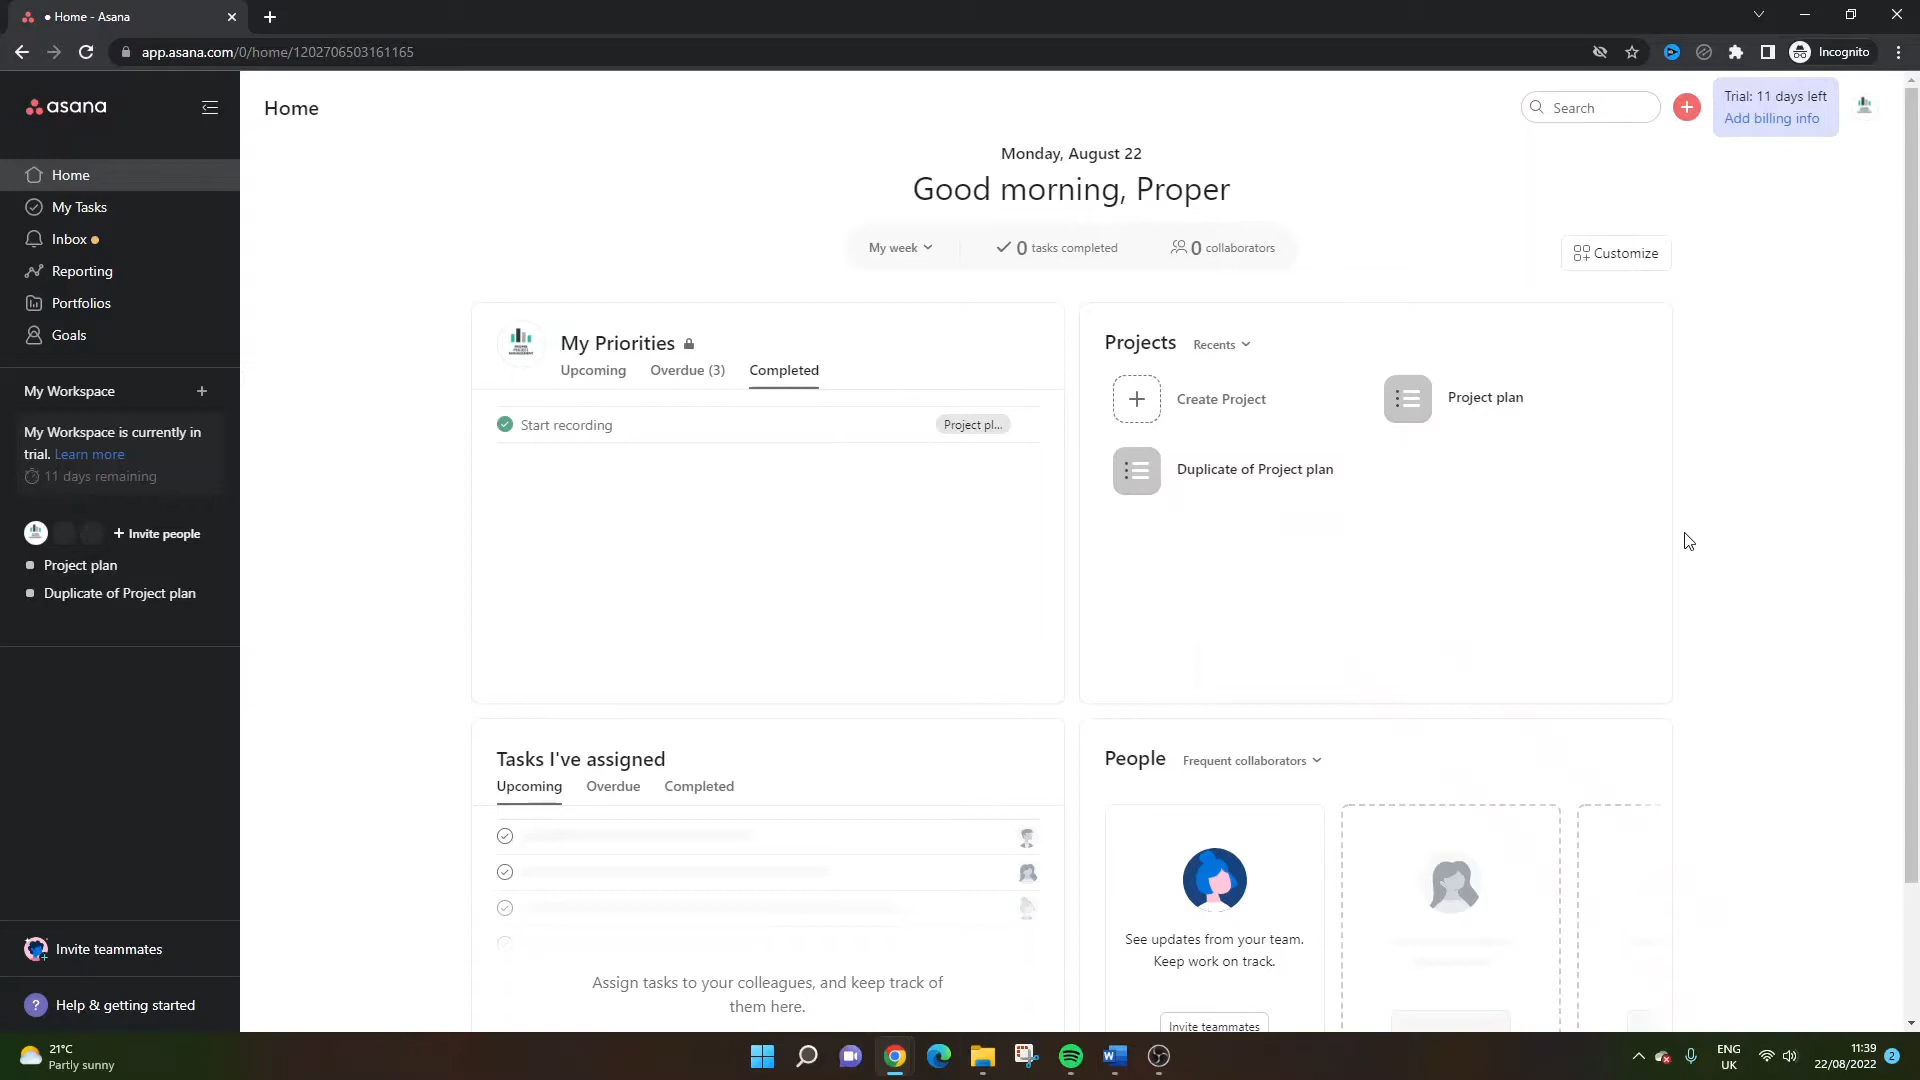 Home - Asana
app.asana.com/0/home/1202706503161165
Incognito
asana
Home
Search
Trial: 11 days left
Add billing info
Home
My Tasks
Inbox
Reporting
Portfolios
Goals
My Workspace
My Workspace is currently in
trial. Learn more
11 days remaining
Invite people
Project plan
Duplicate of Project plan
Invite teammates
? Help & getting started
Monday, August 22
Good morning, Proper
My week
0 tasks completed
0 collaborators
Customize
My Priorities
Upcoming Overdue (3) Completed
Start recording
Project pl...
Projects Recents
Create Project
Project plan
Duplicate of Project plan
Tasks I've assigned
Upcoming Overdue Completed
Assign tasks to your colleagues, and keep track of
them here.
People Frequent collaborators
See updates from your team.
Keep work on track.
Invite teammates
21°C
Partly sunny
ENG
UK
11:39
22/08/2022
2